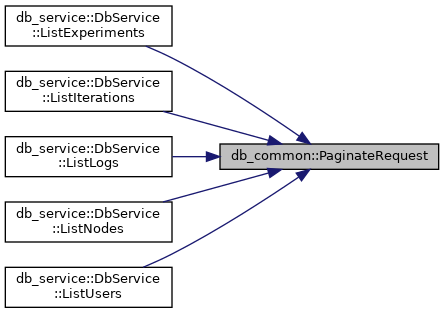 db_service::DbService
::ListExperiments
db_service::DbService
::ListIterations
db_service::DbService
::ListLogs
db_common::PaginateRequest
db_service::DbService
::ListNodes
db_service::DbService
::ListUsers